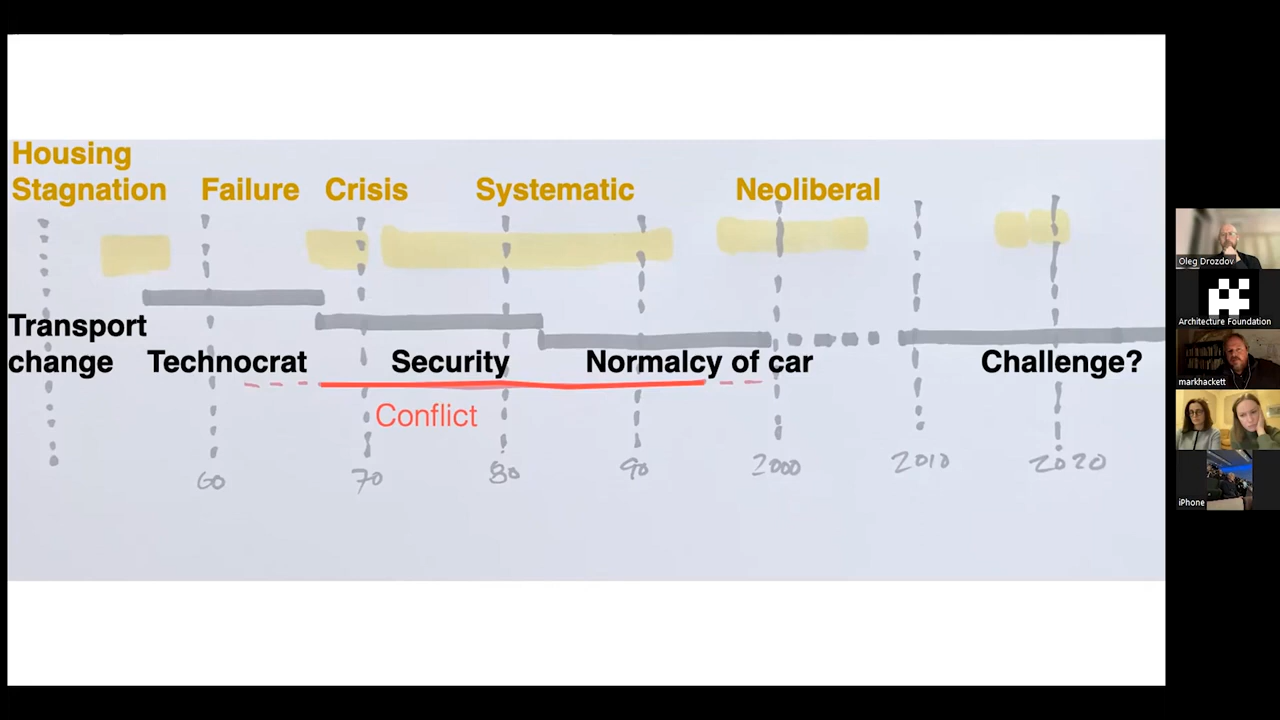 Housing
Stagnation Failure Crisis Systematic Neoliberal
Transport
change Technocrat Security Normalcy of car Challenge?
Conflict
60 70 80 90 2000 2010 2020
Oleg Drozdov
Architecture Foundation
markhackett
iPhone